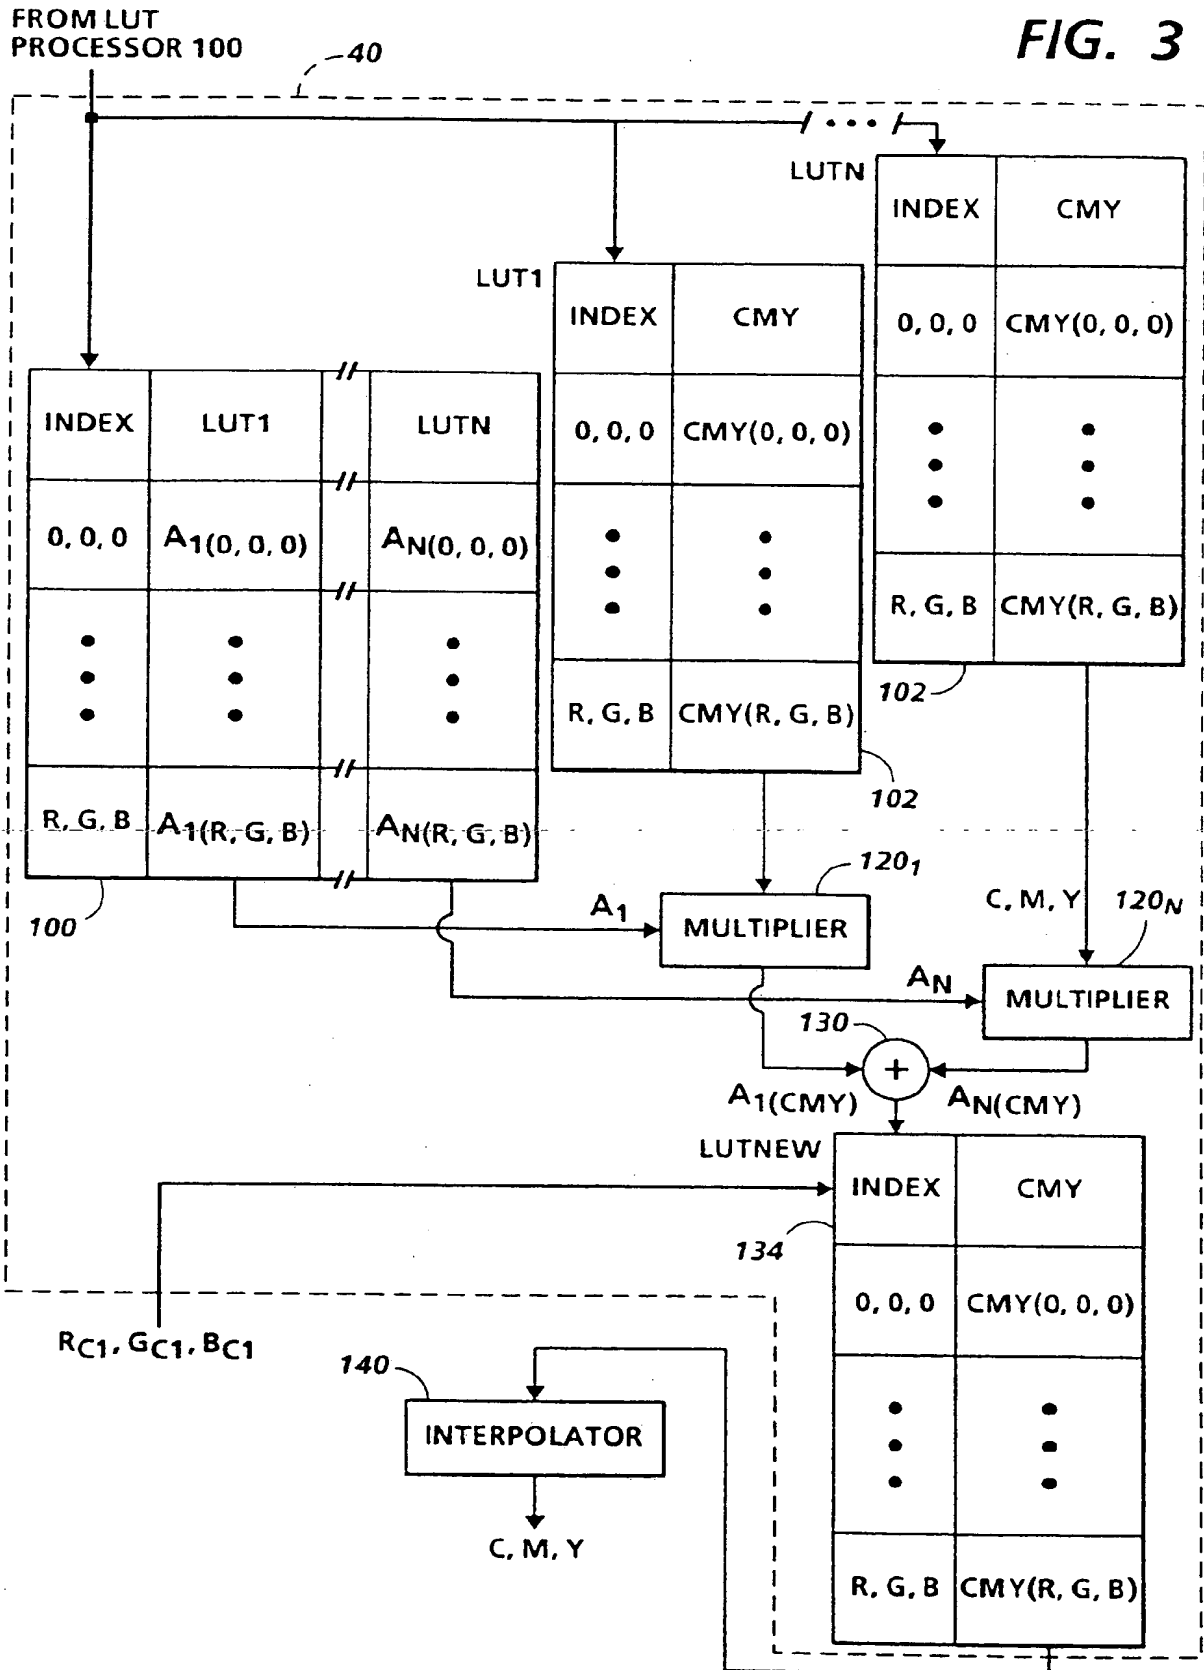 FROM LUT
PROCESSOR 100
FIG. 3
40
LUTN
INDEX CMY
0, 0, 0 CMY(0, 0, 0)
R, G, B CMY(R, G, B)
102
LUT1
INDEX CMY
0, 0, 0 CMY(0, 0, 0)
R, G, B CMY(R, G, B)
102
INDEX LUT1 LUTN
0, 0, 0 A1(0, 0, 0) AN(0, 0, 0)
R, G, B A1(R, G, B) AN(R, G, B)
100
A1
MULTIPLIER
1201
C, M, Y
120N
AN
MULTIPLIER
130
+
A1(CMY)
AN(CMY)
LUTNEW
INDEX CMY
134
0, 0, 0 CMY(0, 0, 0)
R, G, B CMY(R, G, B)
RC1, GC1, BC1
140
INTERPOLATOR
C, M, Y